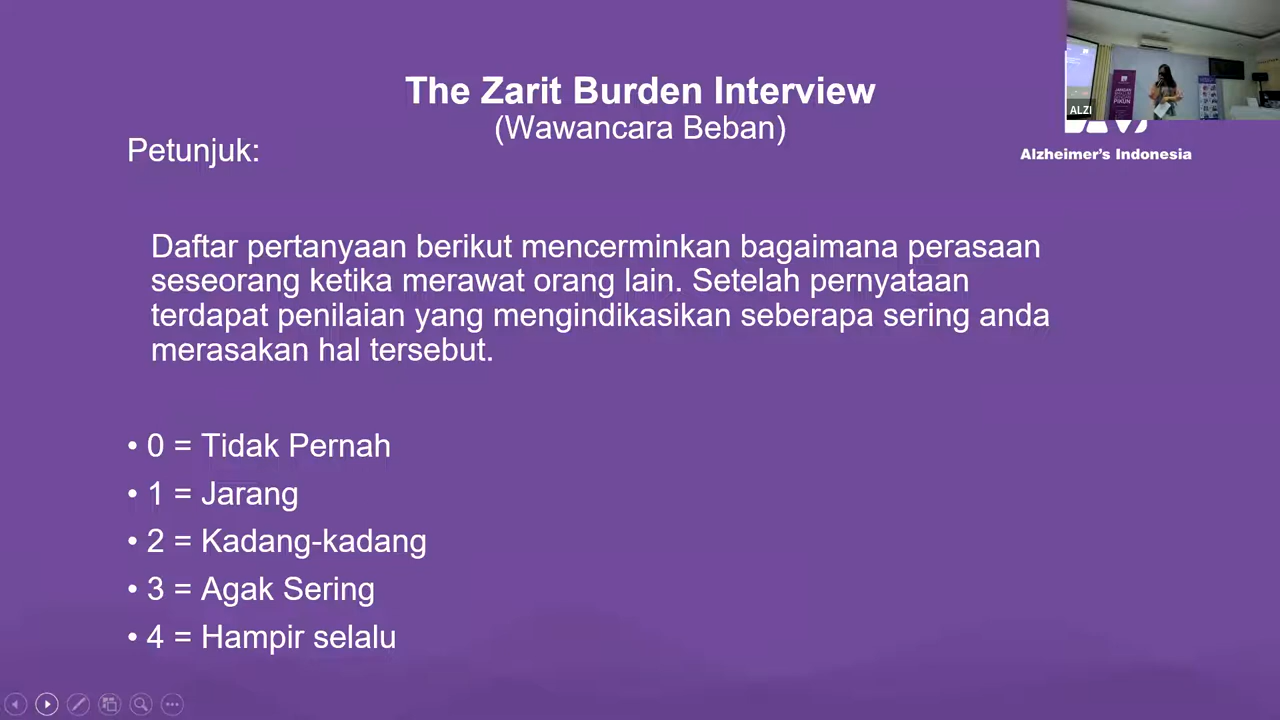 The Zarit Burden Interview
(Wawancara Beban)
Petunjuk:
ALZI
Alzheimer's Indonesia
Daftar pertanyaan berikut mencerminkan bagaimana perasaan
seseorang ketika merawat orang lain. Setelah pernyataan
terdapat penilaian yang mengindikasikan seberapa sering anda
merasakan hal tersebut.
• 0 = Tidak Pernah
• 1 = Jarang
• 2 = Kadang-kadang
• 3 = Agak Sering
• 4 = Hampir selalu